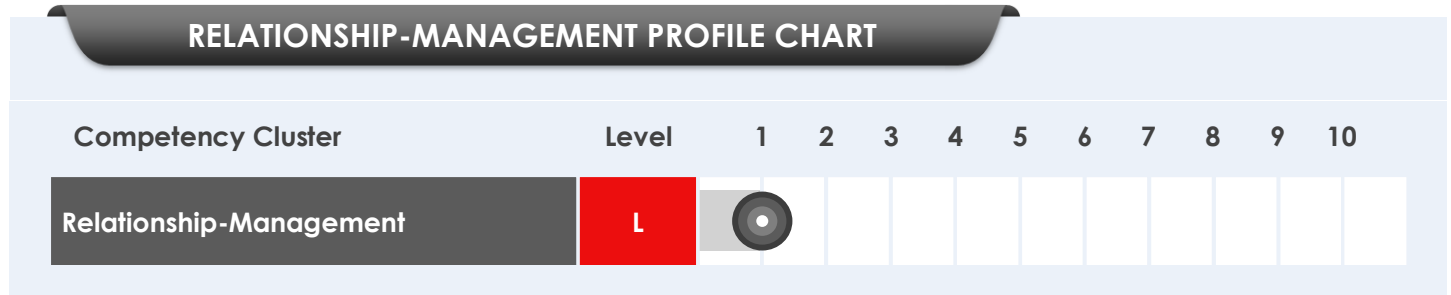 RELATIONSHIP-MANAGEMENT PROFILE CHART
Competency Cluster Level 1 2 3 4 5 6 7 8 9 10
Relationship-Management L